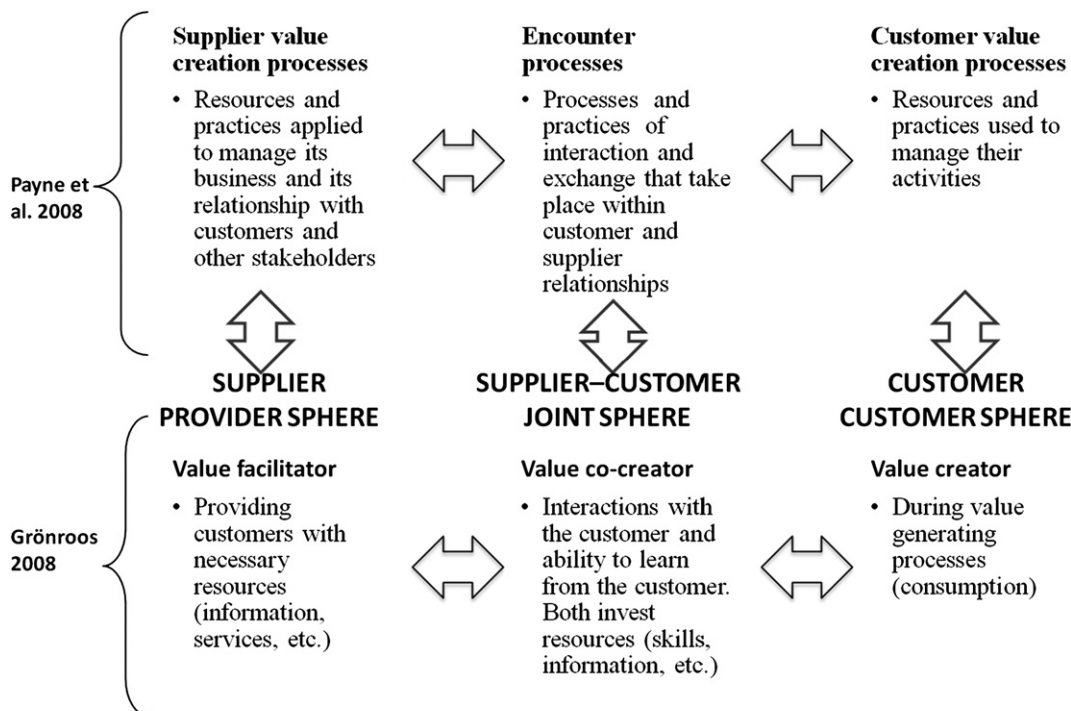 Payne et
al. 2008
Supplier value
creation processes
• Resources and
practices applied
to manage its
business and its
relationship with
customers and
other stakeholders
Encounter
processes
• Processes and
practices of
interaction and
exchange that take
place within
customer and
supplier
relationships
Customer value
creation processes
• Resources and
practices used to
manage their
activities
SUPPLIER
PROVIDER SPHERE
SUPPLIER–CUSTOMER
JOINT SPHERE
CUSTOMER
CUSTOMER SPHERE
Grönroos
2008
Value facilitator
• Providing
customers with
necessary
resources
(information,
services, etc.)
Value co-creator
• Interactions with
the customer and
ability to learn
from the customer.
Both invest
resources (skills,
information, etc.)
Value creator
• During value
generating
processes
(consumption)